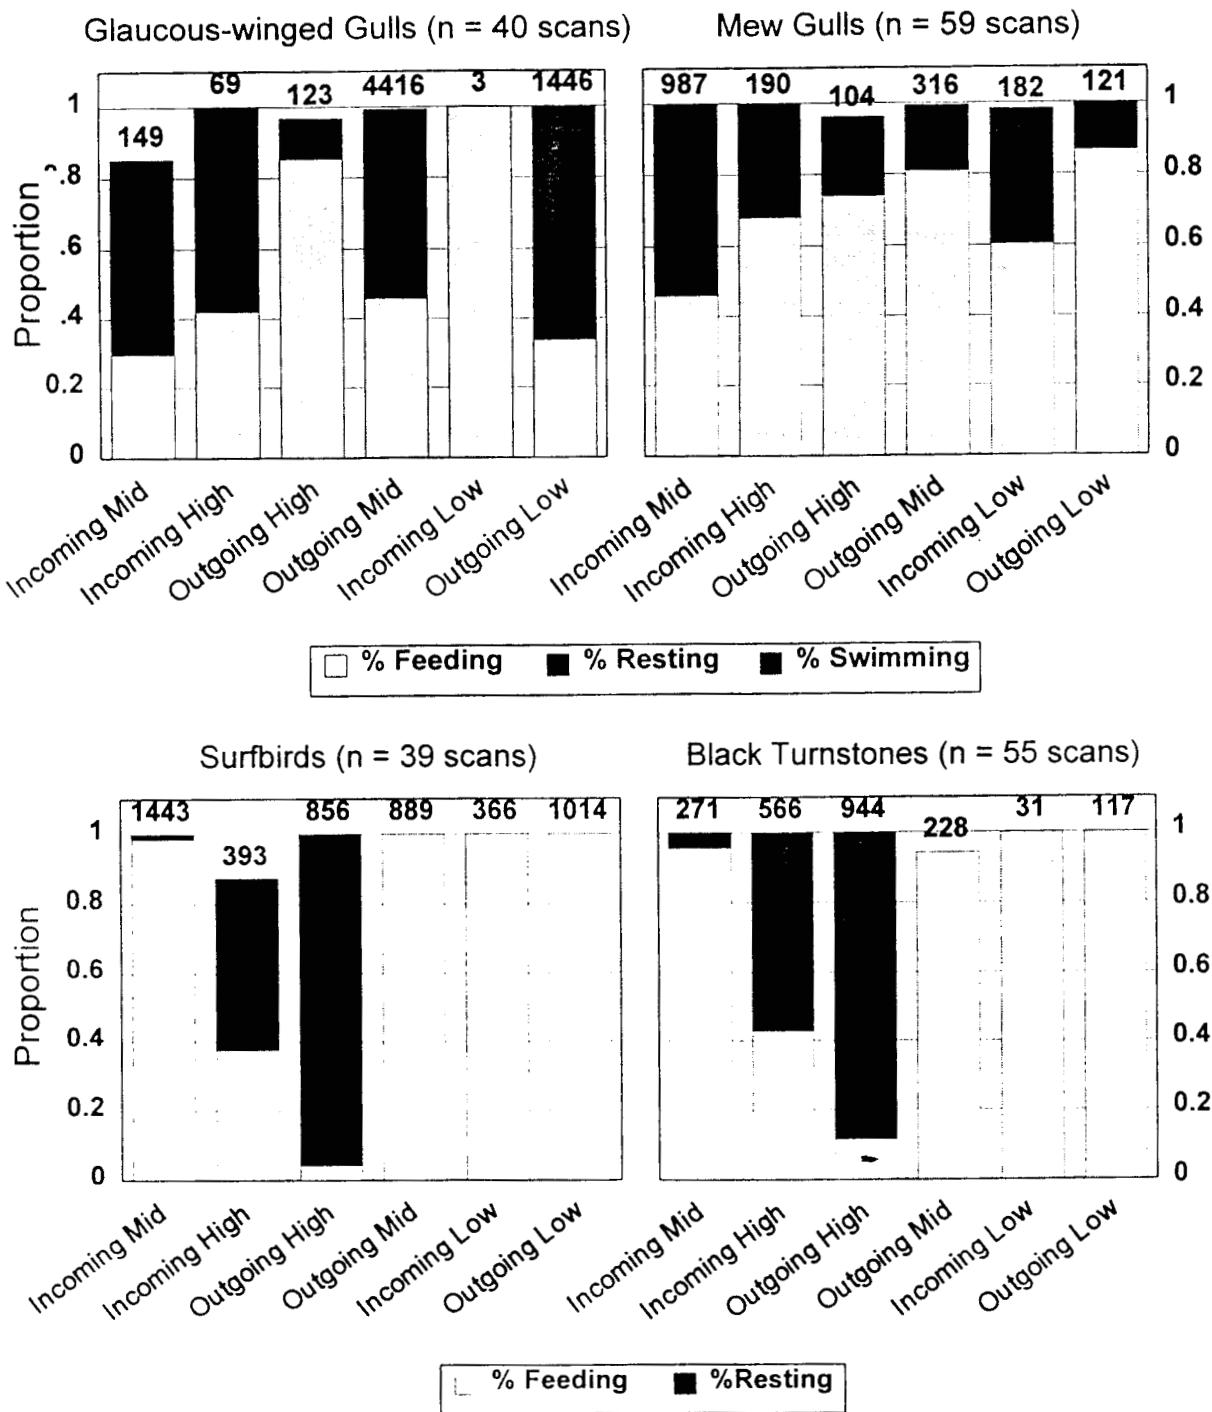 Glaucous-winged Gulls (n = 40 scans)
Mew Gulls (n = 59 scans)
149 69 123 4416 3 1446
987 190 104 316 182 121
Proportion
1
.8
.6
.4
0.2
0
1
0.8
0.6
0.4
0.2
0
Incoming Mid
Incoming High
Outgoing High
Outgoing Mid
Incoming Low
Outgoing Low
Incoming Mid
Incoming High
Outgoing High
Outgoing Mid
Incoming Low
Outgoing Low
% Feeding % Resting % Swimming
Surfbirds (n = 39 scans)
Black Turnstones (n = 55 scans)
1443 393 856 889 366 1014
271 566 944 228 31 117
Proportion
1
0.8
0.6
0.4
0.2
0
1
0.8
0.6
0.4
0.2
0
Incoming Mid
Incoming High
Outgoing High
Outgoing Mid
Incoming Low
Outgoing Low
Incoming Mid
Incoming High
Outgoing High
Outgoing Mid
Incoming Low
Outgoing Low
% Feeding %Resting